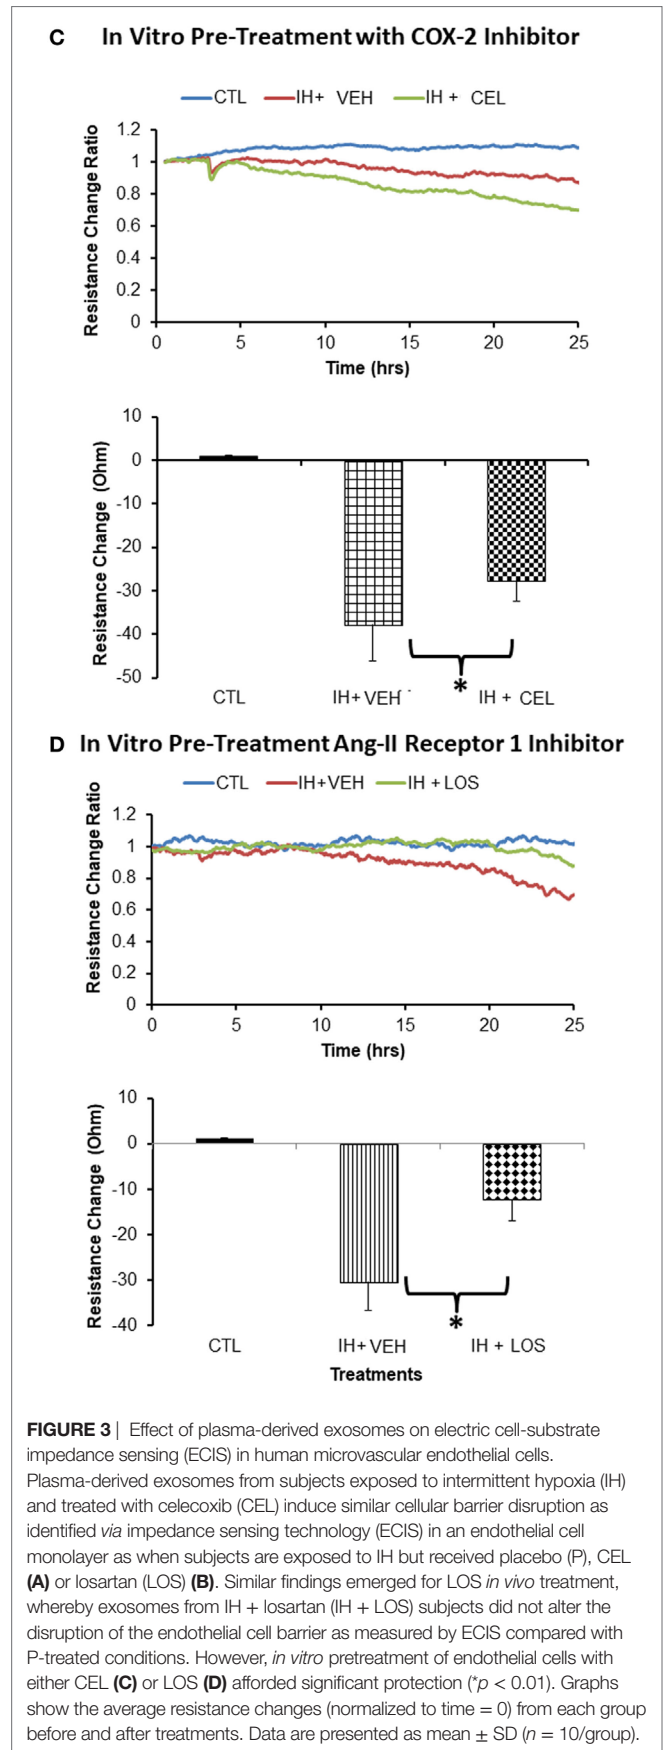 C In Vitro Pre-Treatment with COX-2 Inhibitor
CTL IH+ VEH IH + CEL
Resistance Change Ratio
1.2
1
0.8
0.6
0.4
0.2
0
0 5 10 15 20 25
Time (hrs)
Resistance Change (Ohm)
10
0
-10
-20
-30
-40
-50
*
CTL IH+VEH IH + CEL
D In Vitro Pre-Treatment Ang-II Receptor 1 Inhibitor
CTL IH+VEH IH + LOS
Resistance Change Ratio
1.2
1
0.8
0.6
0.4
0.2
0
0 5 10 15 20 25
Time (hrs)
Resistance Change (Ohm)
10
0
-10
-20
-30
-40
*
CTL IH+VEH IH + LOS
Treatments
FIGURE 3 | Effect of plasma-derived exosomes on electric cell-substrate
impedance sensing (ECIS) in human microvascular endothelial cells.
Plasma-derived exosomes from subjects exposed to intermittent hypoxia (IH)
and treated with celecoxib (CEL) induce similar cellular barrier disruption as
identified via impedance sensing technology (ECIS) in an endothelial cell
monolayer as when subjects are exposed to IH but received placebo (P), CEL
(A) or losartan (LOS) (B). Similar findings emerged for LOS in vivo treatment,
whereby exosomes from IH + losartan (IH + LOS) subjects did not alter the
disruption of the endothelial cell barrier as measured by ECIS compared with
P-treated conditions. However, in vitro pretreatment of endothelial cells with
either CEL (C) or LOS (D) afforded significant protection (*p < 0.01). Graphs
show the average resistance changes (normalized to time = 0) from each group
before and after treatments. Data are presented as mean ± SD (n = 10/group).